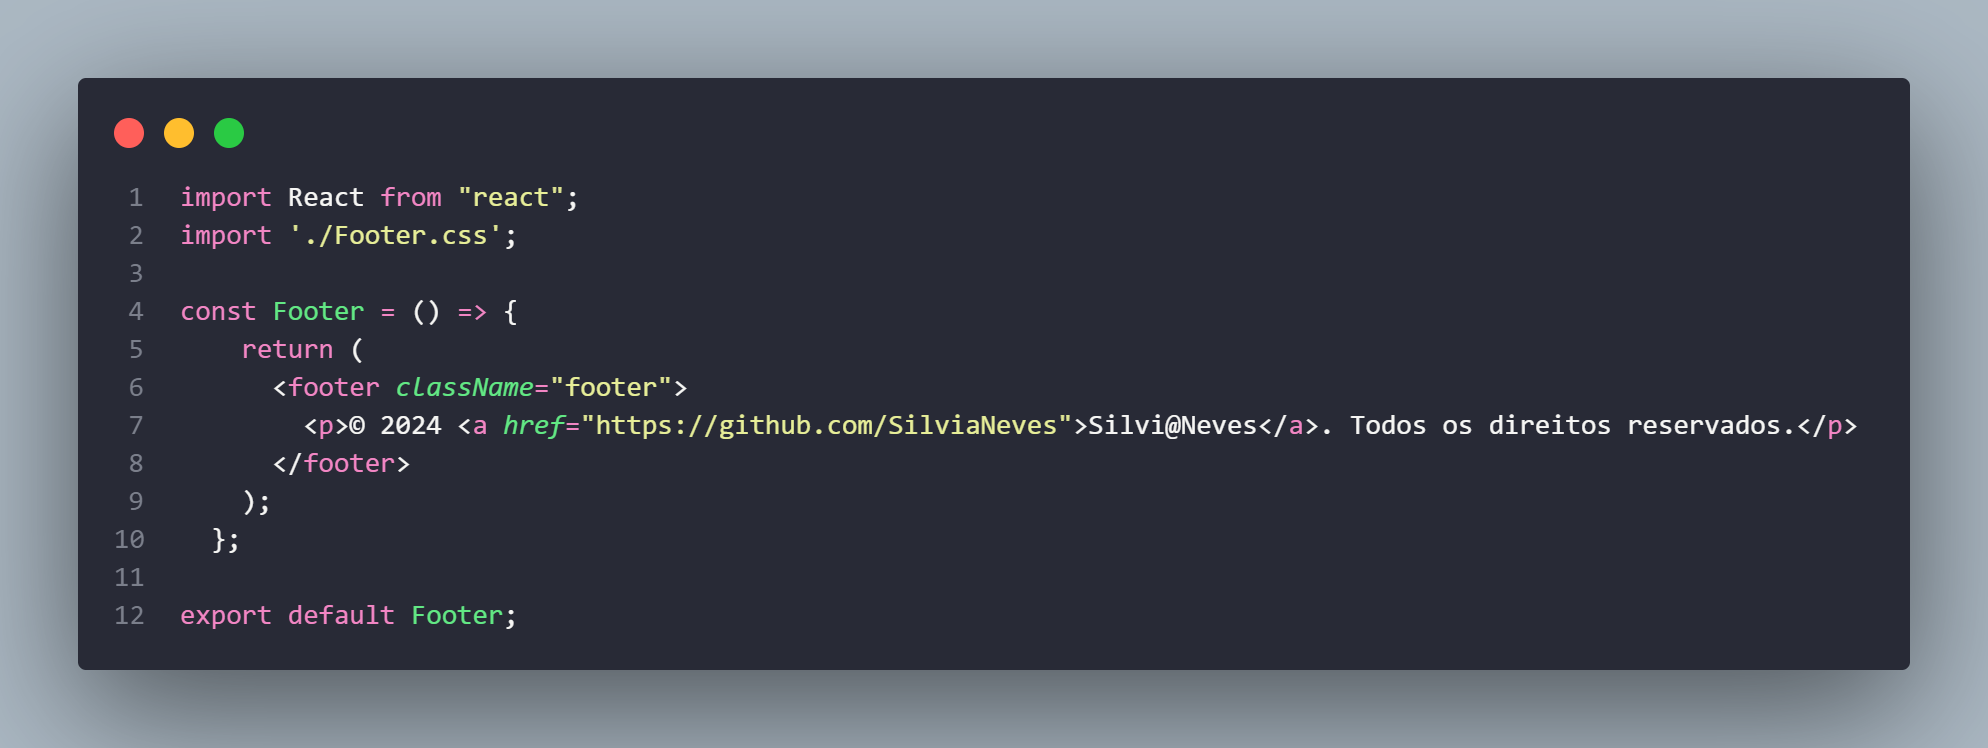 1 import React from "react";
2 import './Footer.css';
3
4 const Footer = () => {
5     return (
6       <footer className="footer">
7         <p>© 2024 <a href="https://github.com/SilviaNeves">Silvi@Neves</a>. Todos os direitos reservados.</p>
8       </footer>
9     );
10   };
11
12 export default Footer;